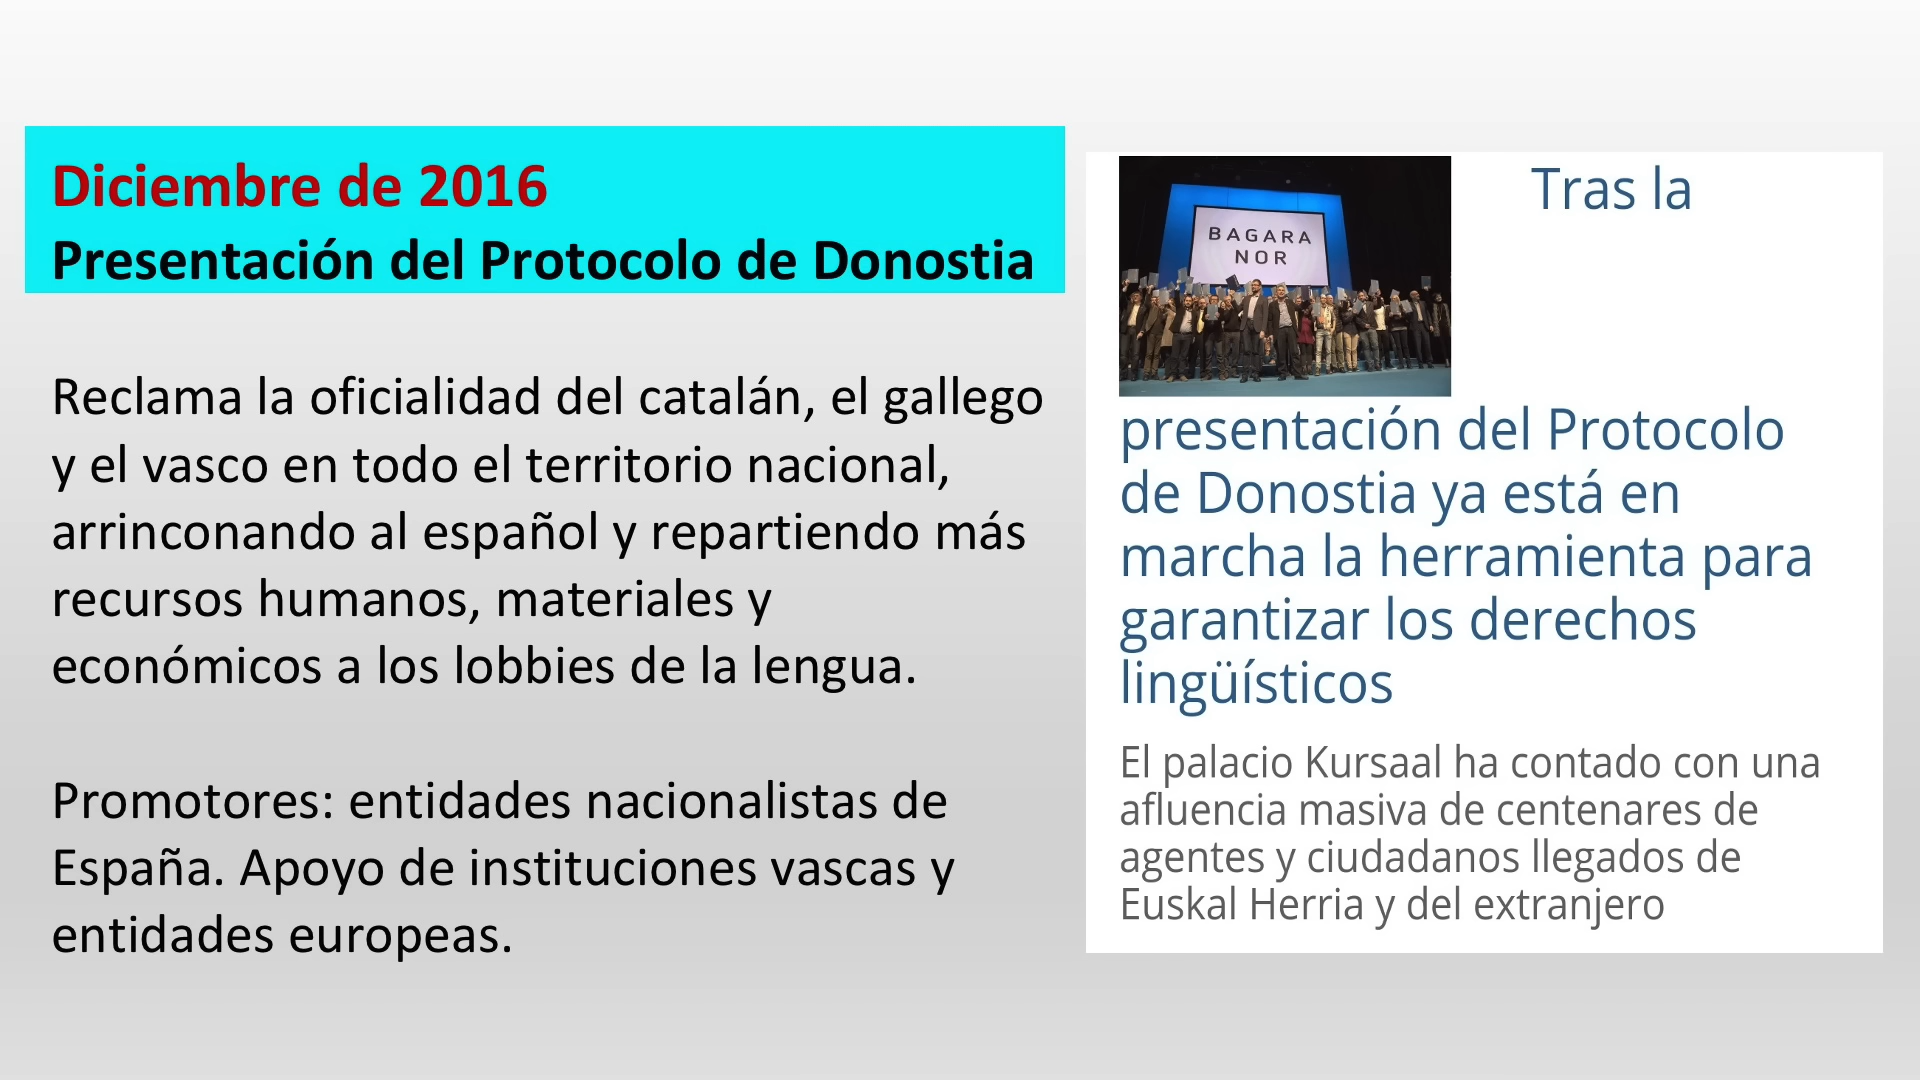 Diciembre de 2016
Presentación del Protocolo de Donostia
Reclama la oficialidad del catalán, el gallego
y el vasco en todo el territorio nacional,
arrinconando al español y repartiendo más
recursos humanos, materiales y
económicos a los lobbies de la lengua.
Promotores: entidades nacionalistas de
España. Apoyo de instituciones vascas y
entidades europeas.
BAGARA
NOR
Tras la
presentación del Protocolo
de Donostia ya está en
marcha la herramienta para
garantizar los derechos
lingüísticos
El palacio Kursaal ha contado con una
afluencia masiva de centenares de
agentes y ciudadanos llegados de
Euskal Herria y del extranjero